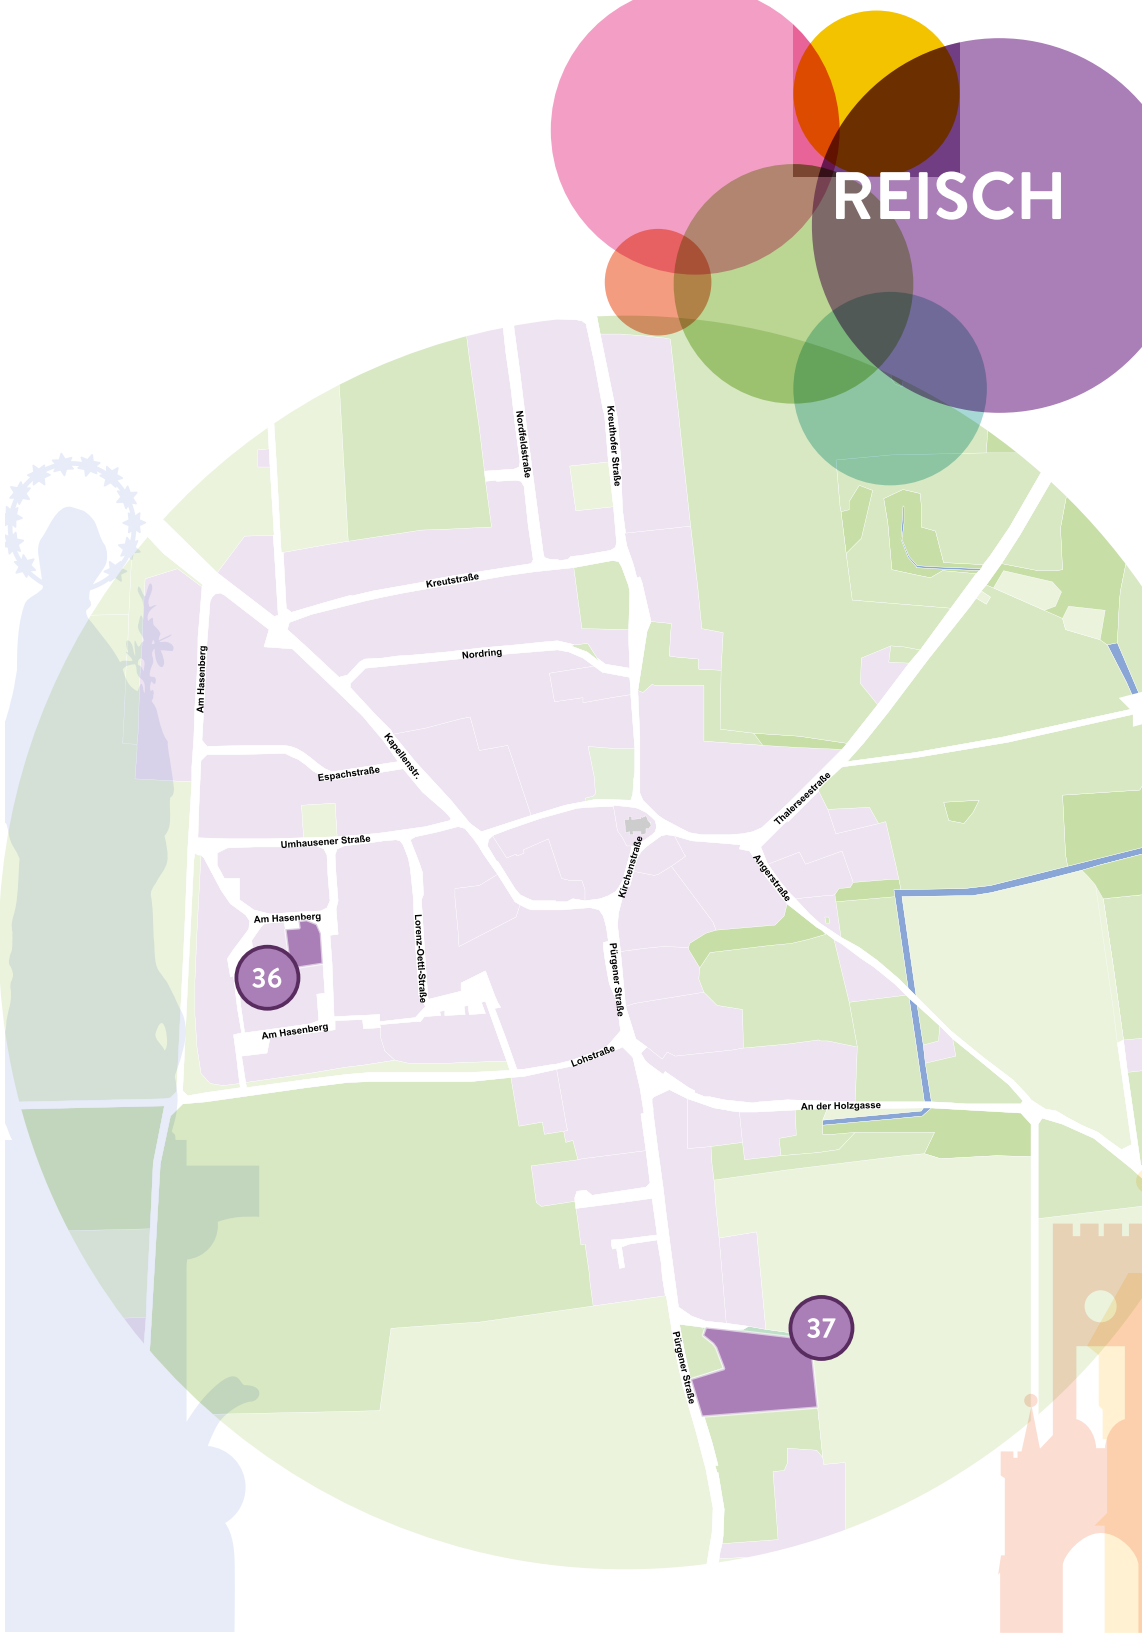 REISCH
Nordfeldstraße
Kreuthofer Straße
Kreutstraße
Nordring
Am Hasenberg
Kapellenstr.
Espachstraße
Thalerseestraße
Umhausener Straße
Kirchenstraße
Angerstraße
Am Hasenberg
Lorenz-Oettl-Straße
Pürgener Straße
36
Am Hasenberg
Lohstraße
An der Holzgasse
37
Pürgener Straße